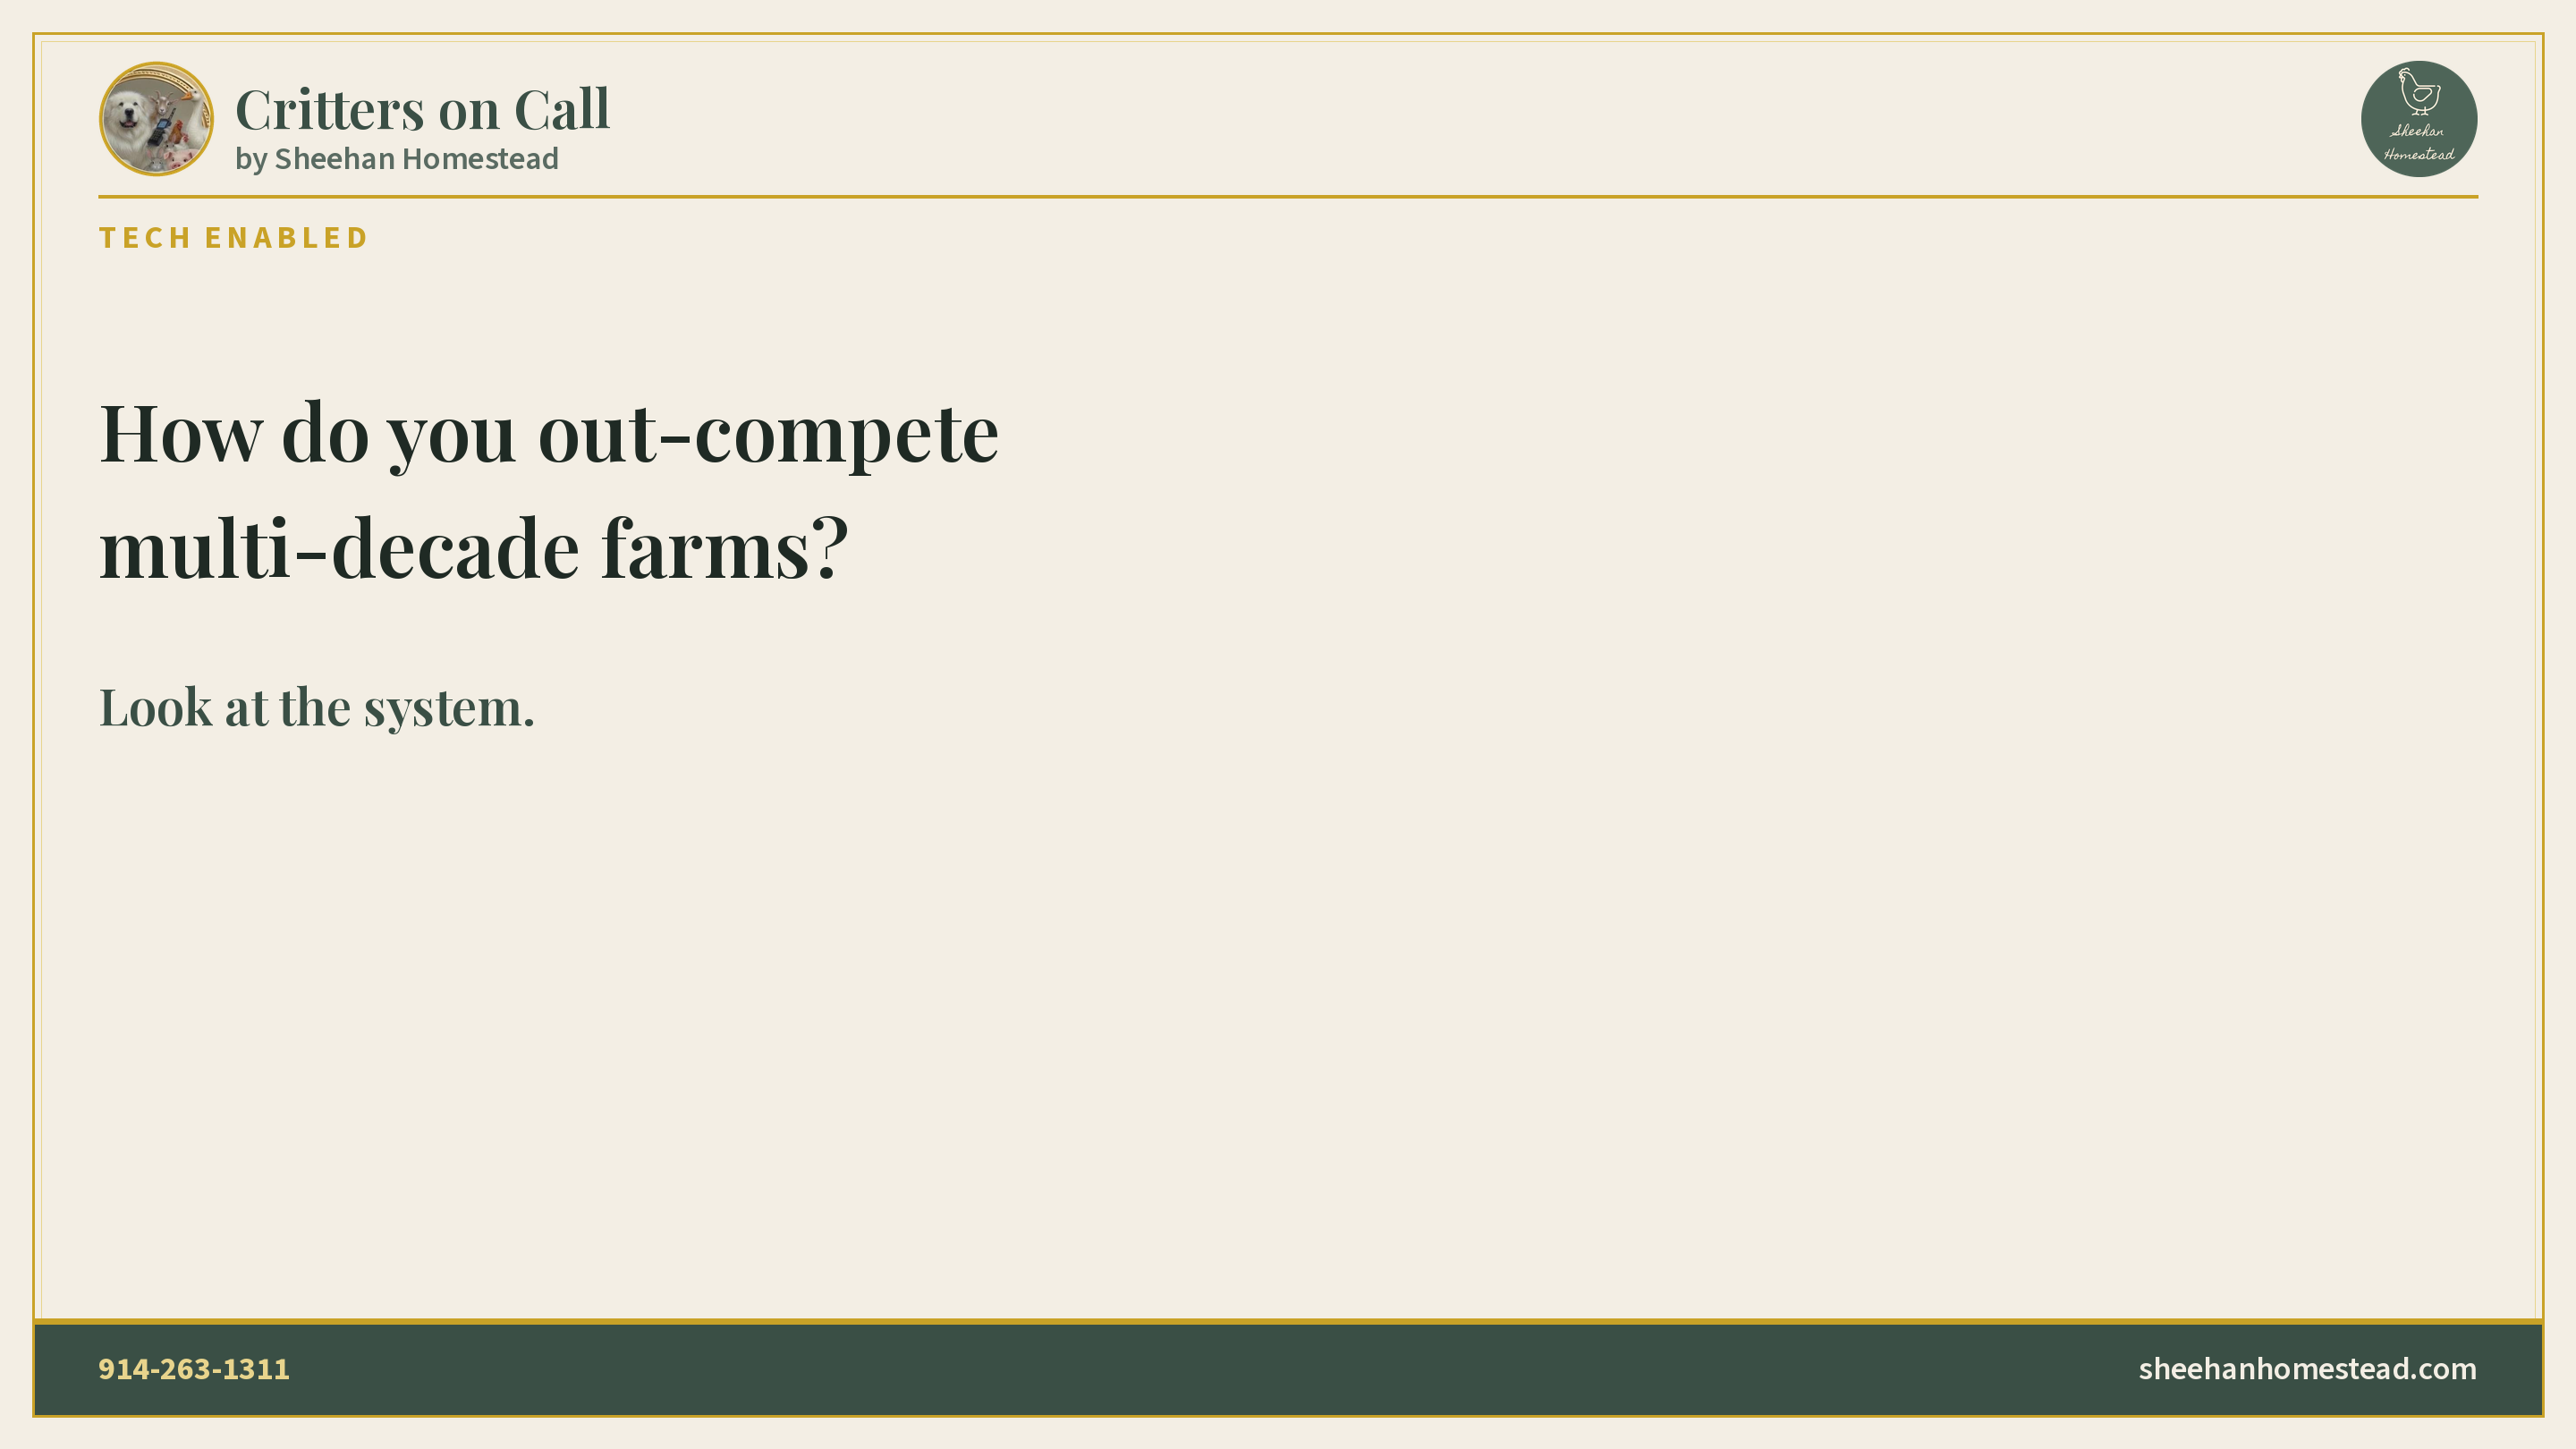 Critters on Call
by Sheehan Homestead
Sheehan
Homestead
TECH ENABLED
How do you out-compete
multi-decade farms?
Look at the system.
914-263-1311
sheehanhomestead.com